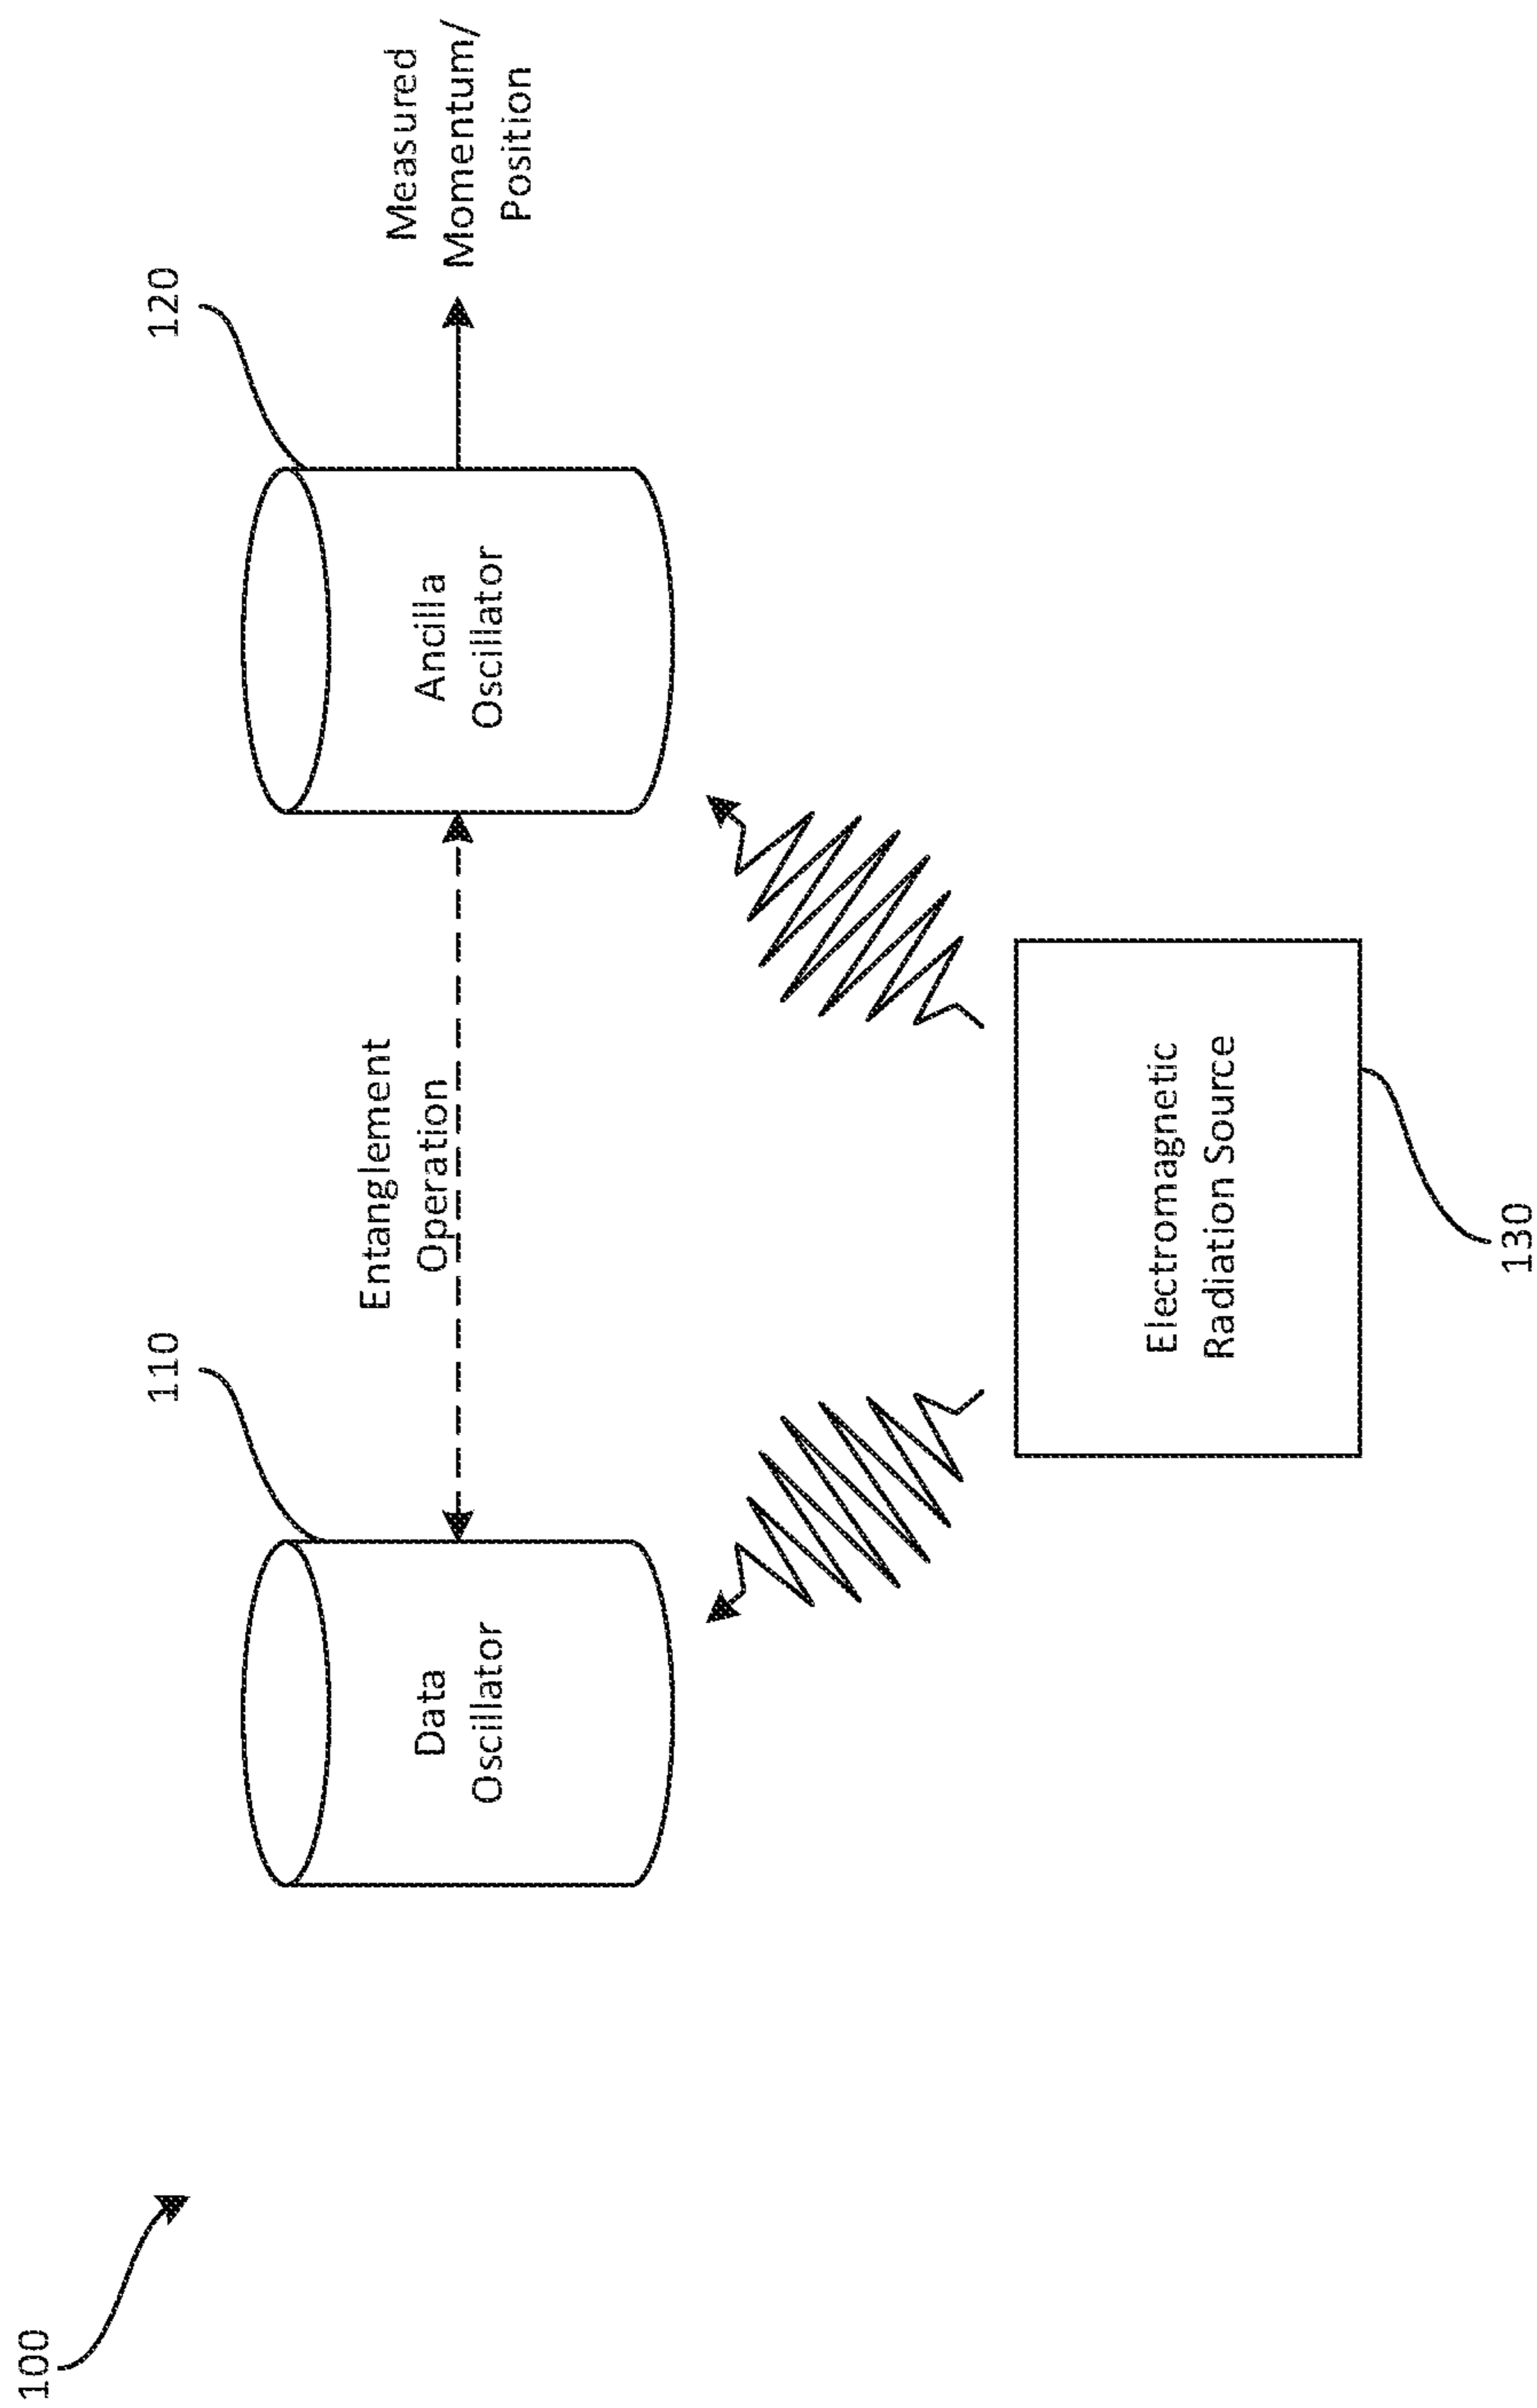 100
110
120
Entanglement
Operation
Measured
Momentum/
Position
Data
Oscillator
Ancilla
Oscillator
Electromagnetic
Radiation Source
130